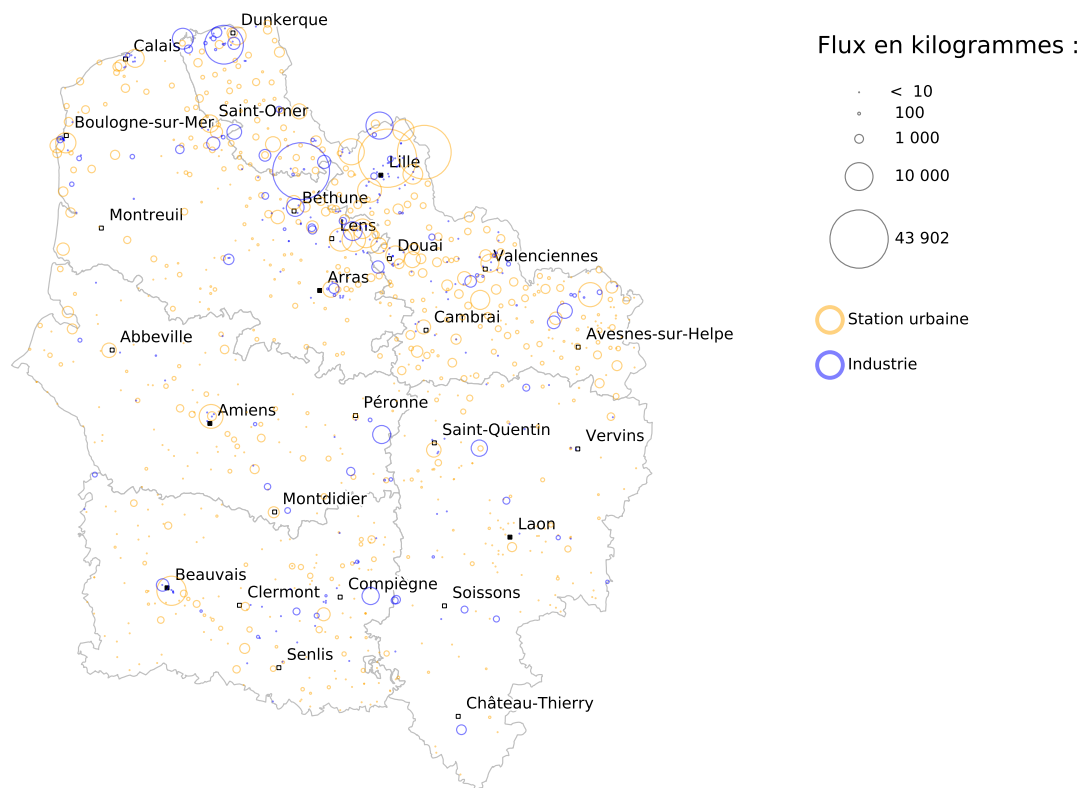 Dunkerque
Calais
Flux en kilogrammes :
< 10
100
1 000
10 000
43 902
Saint-Omer
Boulogne-sur-Mer
Lille
Béthune
Montreuil
Lens
Douai
Valenciennes
Arras
Cambrai
Station urbaine
Avesnes-sur-Helpe
Abbeville
Industrie
Péronne
Amiens
Saint-Quentin
Vervins
Montdidier
Laon
Beauvais
Clermont
Compiègne
Soissons
Senlis
Château-Thierry